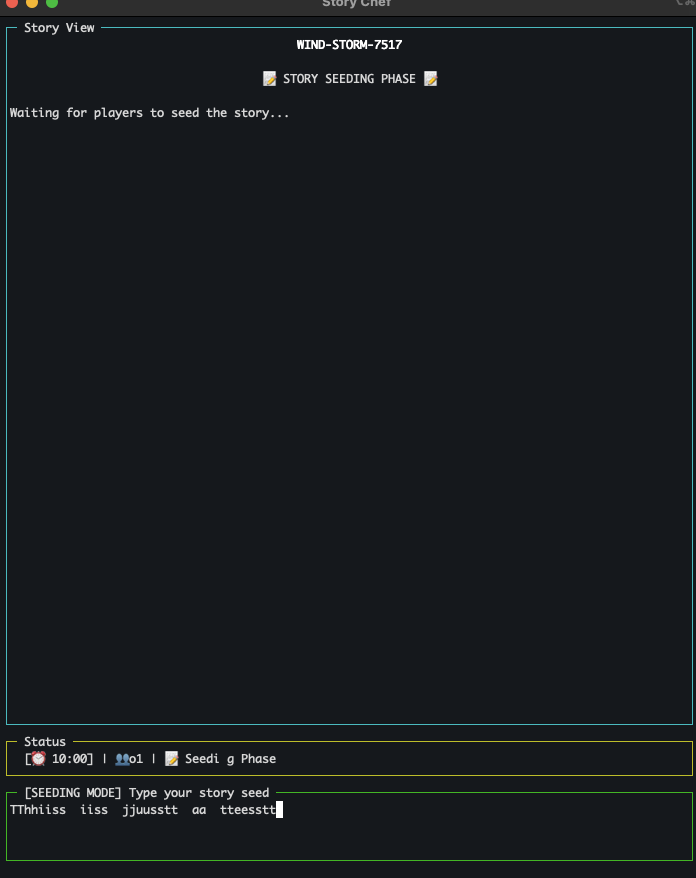 Story Chef
Story View
WIND-STORM-7517
📝 STORY SEEDING PHASE 📝
Waiting for players to seed the story...
Status
[⏰ 10:00] | 👥o1 | 📝 Seedi g Phase
[SEEDING MODE] Type your story seed
TThhiiss  iiss  jjuusstt  aa  tteesstt